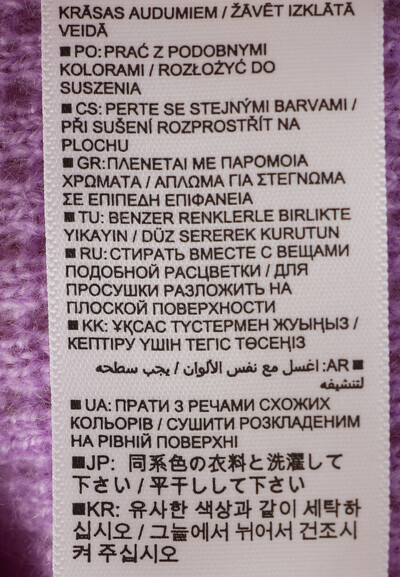 KRĀSAS AUDUMIEM / ŽĀVĒT IZKLĀTĀ
VEIDĀ
■ PO: PRAĆ Z PODOBNYMI
KOLORAMI / ROZŁOŻYĆ DO
SUSZENIA
■ CS: PERTE SE STEJNÝMI BARVAMI /
PŘI SUŠENÍ ROZPROSTŘÍT NA
PLOCHU
■ GR:ΠΛΕΝΕΤΑΙ ΜΕ ΠΑΡΟΜΟΙΑ
ΧΡΩΜΑΤΑ / ΑΠΛΩΜΑ ΓΙΑ ΣΤΕΓΝΩΜΑ
ΣΕ ΕΠΙΠΕΔΗ ΕΠΙΦΑΝΕΙΑ
■ TU: BENZER RENKLERLE BIRLIKTE
YIKAYIN / DÜZ SEREREK KURUTUN
■ RU: СТИРАТЬ ВМЕСТЕ С ВЕЩАМИ
ПОДОБНОЙ РАСЦВЕТКИ / ДЛЯ
ПРОСУШКИ РАЗЛОЖИТЬ НА
ПЛОСКОЙ ПОВЕРХНОСТИ
■ KK: ҰҚСАС ТҮСТЕРМЕН ЖУЫҢЫЗ /
КЕПТІРУ ҮШІН ТЕГІС ТӨСЕҢІЗ
■ AR: اغسل مع نفس الألوان / يجب سطحه
لتنشيفه
■ UA: ПРАТИ З РЕЧАМИ СХОЖИХ
КОЛЬОРІВ / СУШИТИ РОЗКЛАДЕНИМ
НА РІВНІЙ ПОВЕРХНІ
■JP: 同系色の衣料と洗濯して
下さい / 平干しして下さい
■KR: 유사한 색상과 같이 세탁하
십시오 / 그늘에서 뉘어서 건조시
켜 주십시오